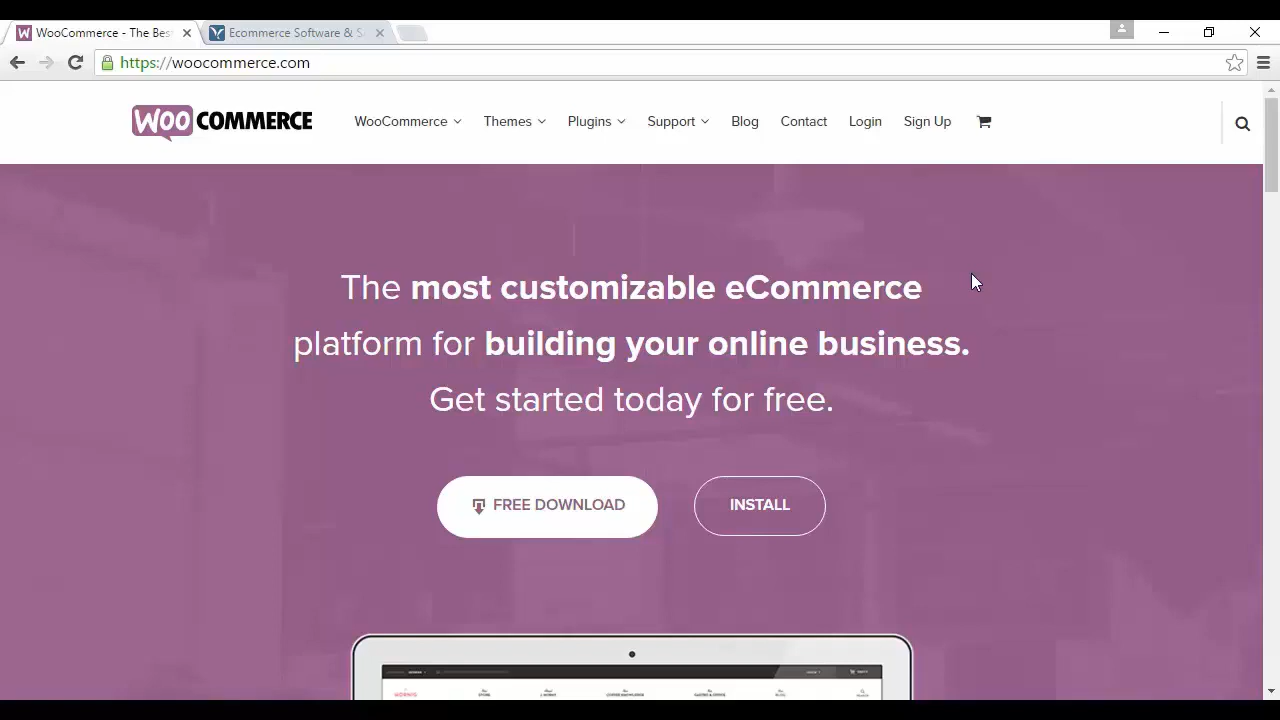 WooCommerce - The Bes
Ecommerce Software & S
https://woocommerce.com
WOO COMMERCE
WooCommerce Themes Plugins Support Blog Contact Login Sign Up
The most customizable eCommerce
platform for building your online business.
Get started today for free.
FREE DOWNLOAD
INSTALL